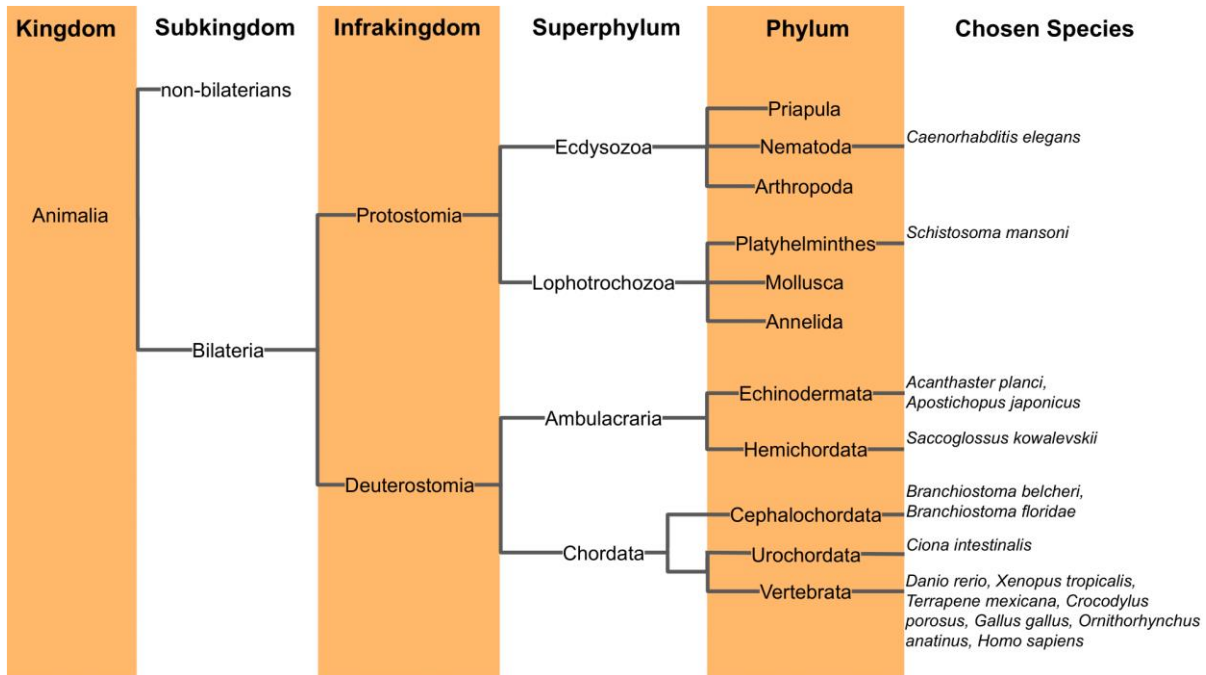 Kingdom Subkingdom Infrakingdom Superphylum Phylum Chosen Species
non-bilaterians
Priapula
Ecdysozoa Nematoda Caenorhabditis elegans
Arthropoda
Animalia Protostomia
Platyhelminthes Schistosoma mansoni
Lophotrochozoa Mollusca
Annelida
Bilateria
Echinodermata Acanthaster planci,
Apostichopus japonicus
Ambulacraria
Hemichordata Saccoglossus kowalevskii
Deuterostomia
Cephalochordata Branchiostoma belcheri,
Branchiostoma floridae
Chordata
Urochordata Ciona intestinalis
Vertebrata Danio rerio, Xenopus tropicalis,
Terrapene mexicana, Crocodylus
porosus, Gallus gallus, Ornithorhynchus
anatinus, Homo sapiens